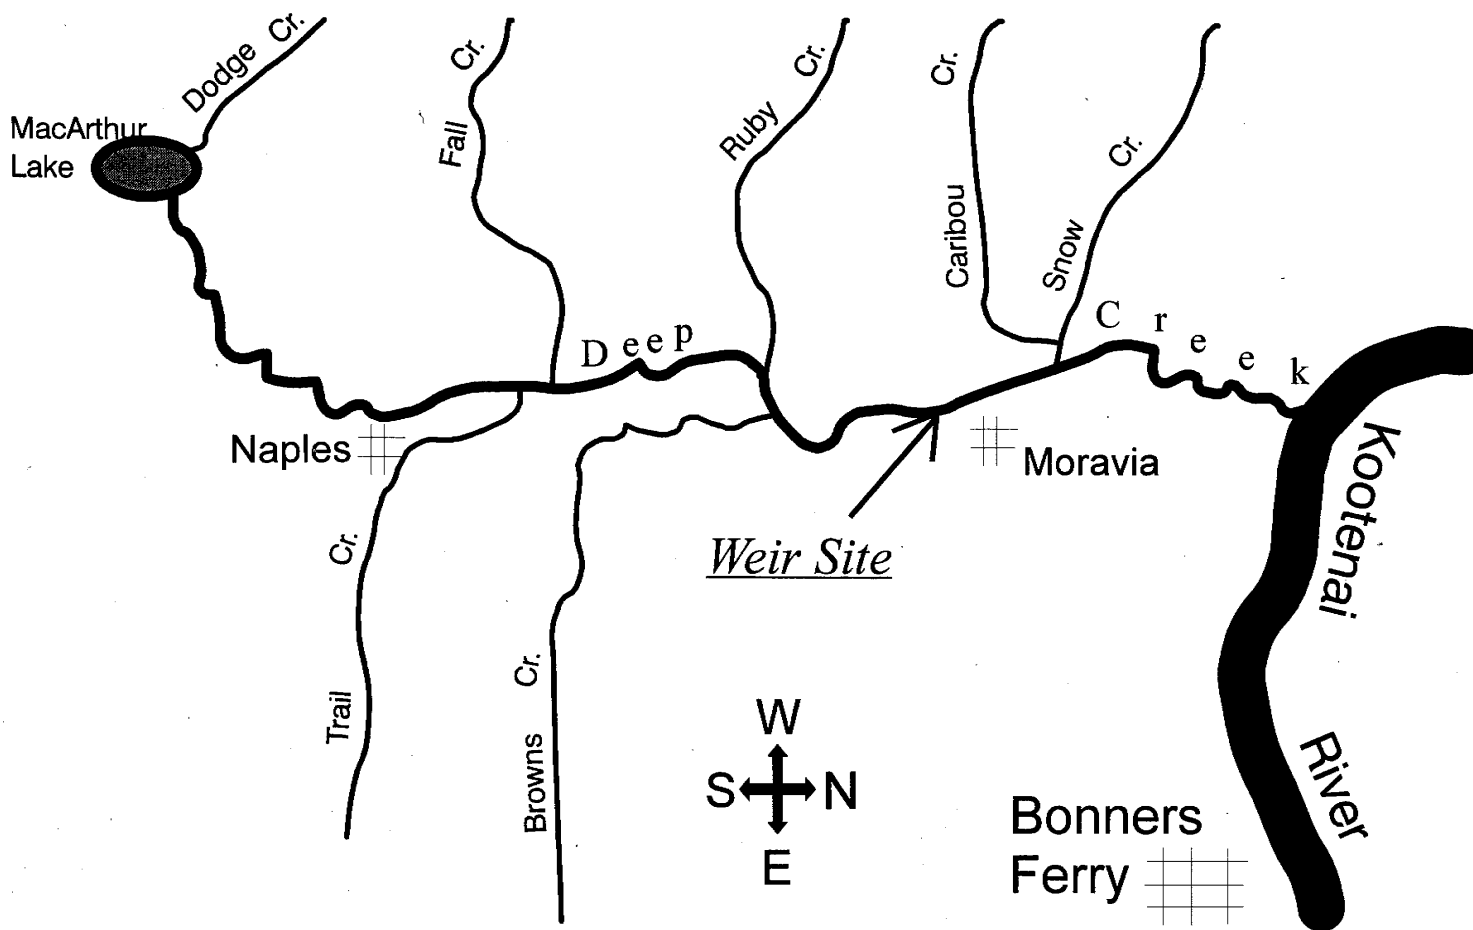 Dodge Cr.
MacArthur
Lake
Fall Cr.
Ruby Cr.
Caribou Cr.
Snow Cr.
Deep Creek
Naples
Moravia
Weir Site
Kootenai River
Trail Cr.
Browns Cr.
W
S N
E
Bonners
Ferry